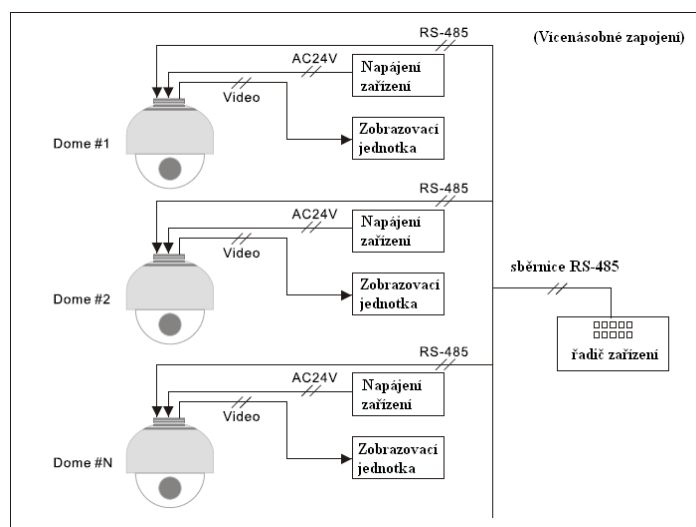 RS-485
(Vícenásobné zapojení)
AC24V
Napájení
zařízení
Video
Dome #1
Zobrazovací
jednotka
RS-485
AC24V
Napájení
zařízení
Video
sběrnice RS-485
Dome #2
Zobrazovací
jednotka
řadič zařízení
RS-485
AC24V
Napájení
zařízení
Video
Dome #N
Zobrazovací
jednotka